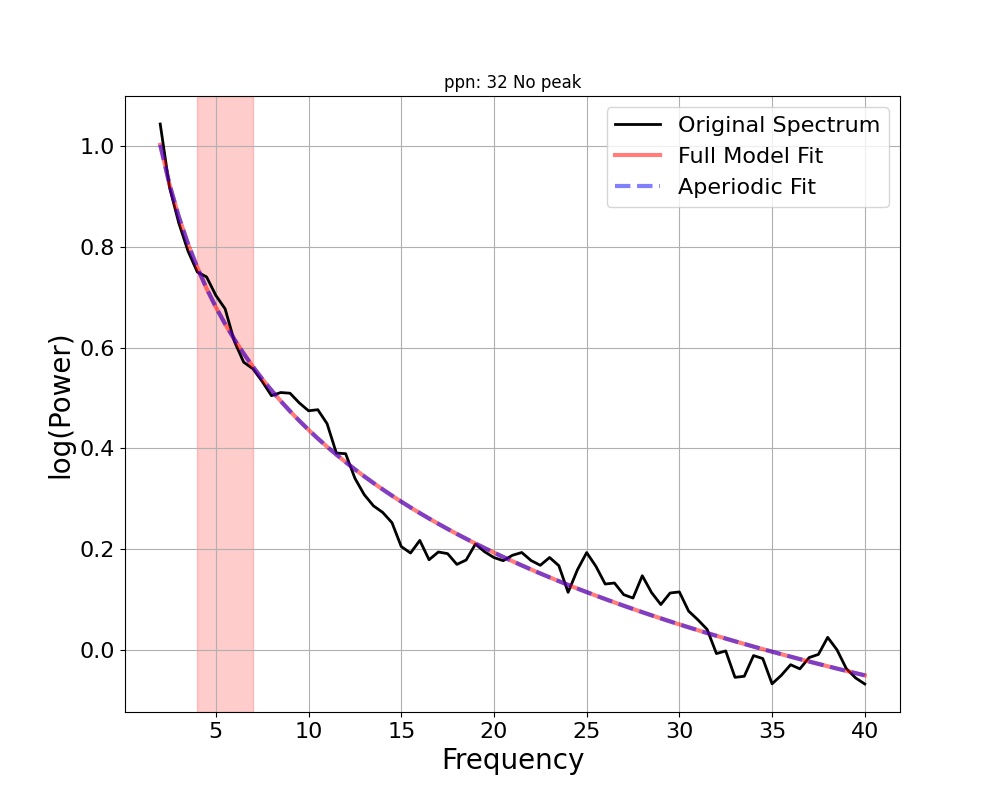 ppn: 32 No peak
Original Spectrum
Full Model Fit
Aperiodic Fit
1.0
0.8
0.6
0.4
0.2
0.0
log(Power)
5 10 15 20 25 30 35 40
Frequency